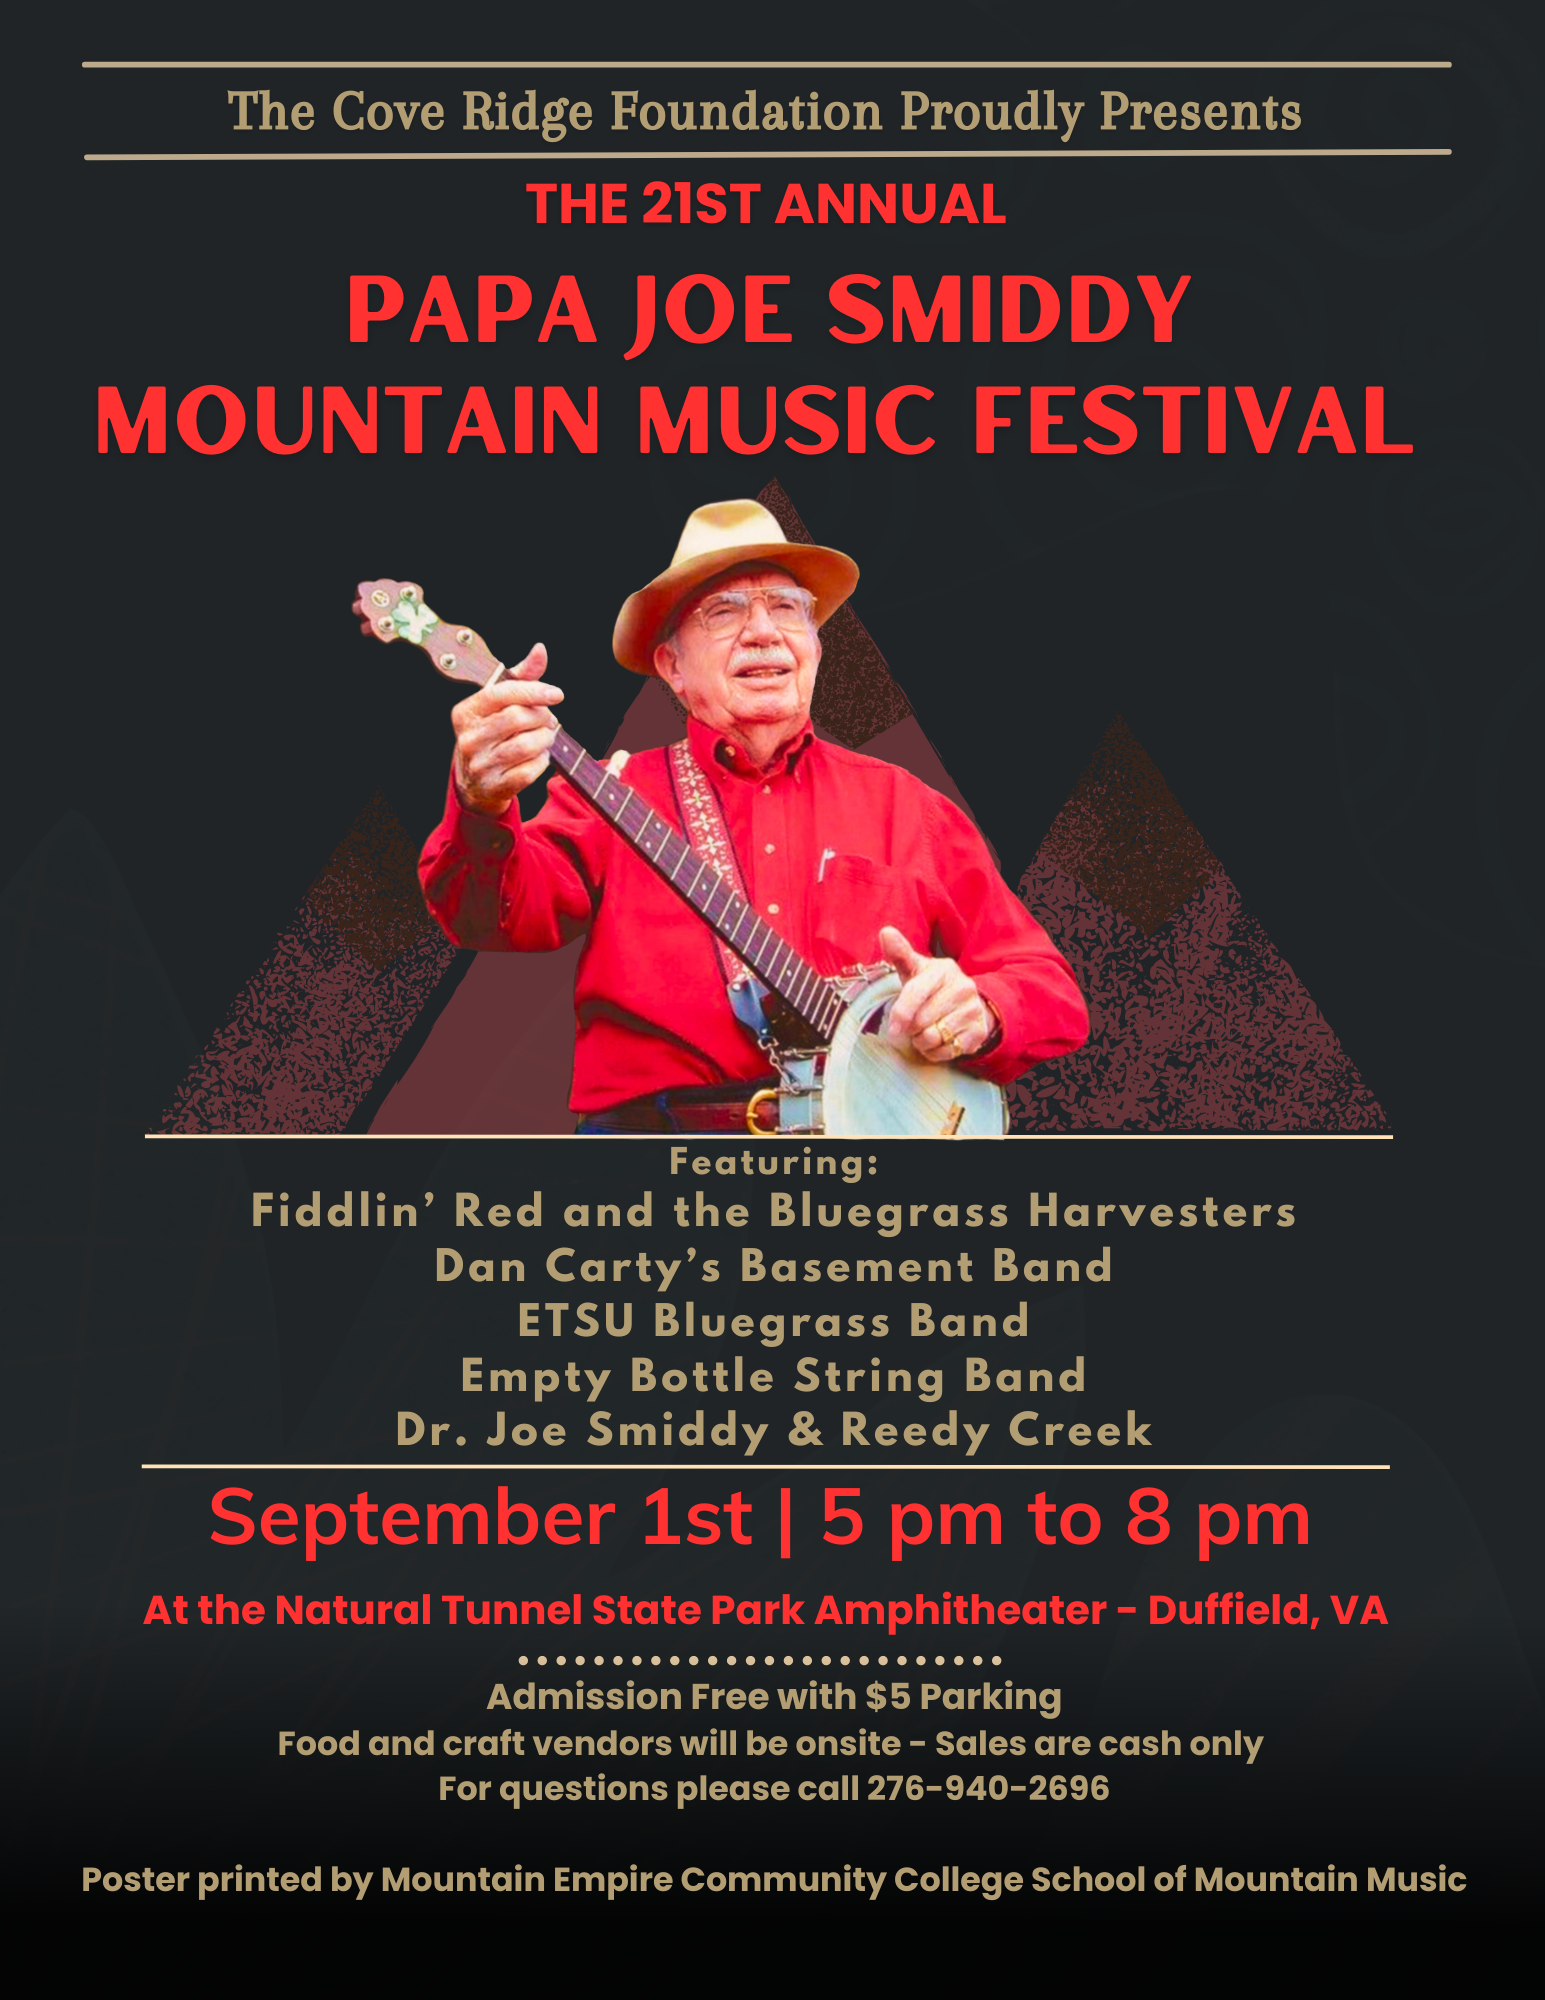 The Cove Ridge Foundation Proudly Presents
THE 21ST ANNUAL
PAPA JOE SMIDDY
MOUNTAIN MUSIC FESTIVAL
Featuring:
Fiddlin’ Red and the Bluegrass Harvesters
Dan Carty’s Basement Band
ETSU Bluegrass Band
Empty Bottle String Band
Dr. Joe Smiddy & Reedy Creek
September 1st | 5 pm to 8 pm
At the Natural Tunnel State Park Amphitheater - Duffield, VA
Admission Free with $5 Parking
Food and craft vendors will be onsite - Sales are cash only
For questions please call 276-940-2696
Poster printed by Mountain Empire Community College School of Mountain Music